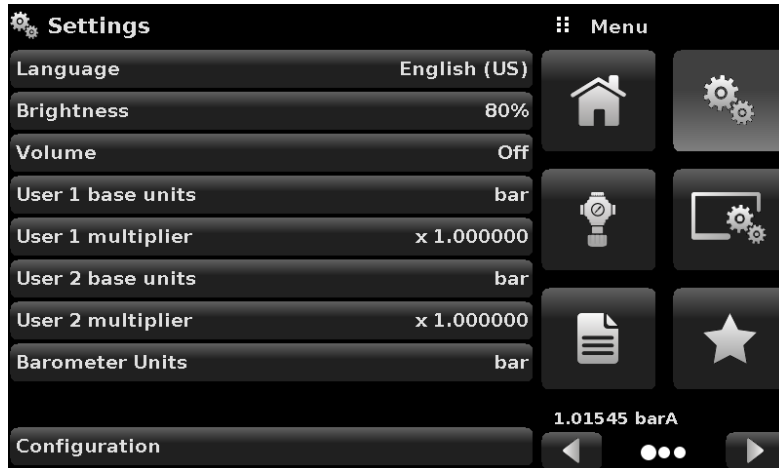 Settings
Language English (US)
Brightness 80%
Volume Off
User 1 base units bar
User 1 multiplier x 1.000000
User 2 base units bar
User 2 multiplier x 1.000000
Barometer Units bar
Configuration
Menu
1.01545 barA